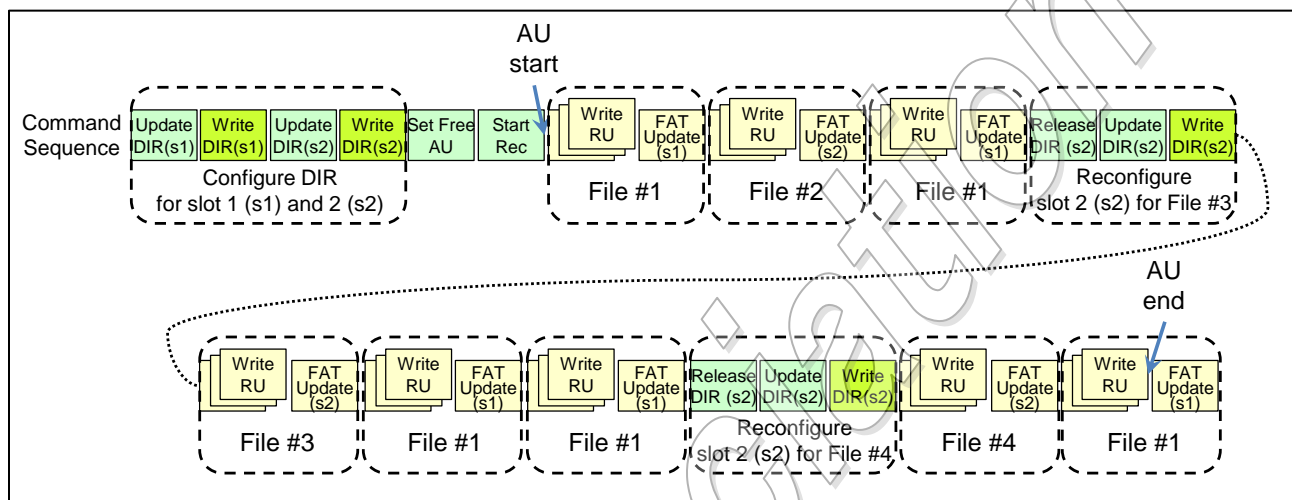 AU
start
Command
Sequence
Update
DIR(s1)
Write
DIR(s1)
Update
DIR(s2)
Write
DIR(s2)
Set Free
AU
Start
Rec
Write
RU
FAT
Update
(s1)
Write
RU
FAT
Update
(s2)
Write
RU
FAT
Update
(s1)
Release
DIR (s2)
Update
DIR(s2)
Write
DIR(s2)
Configure DIR
for slot 1 (s1) and 2 (s2)
File #1
File #2
File #1
Reconfigure
slot 2 (s2) for File #3
AU
end
Write
RU
FAT
Update
(s2)
Write
RU
FAT
Update
(s1)
Write
RU
FAT
Update
(s1)
Release
DIR (s2)
Update
DIR(s2)
Write
DIR(s2)
Write
RU
FAT
Update
(s2)
Write
RU
FAT
Update
(s1)
File #3
File #1
File #1
Reconfigure
slot 2 (s2) for File #4
File #4
File #1
ciation